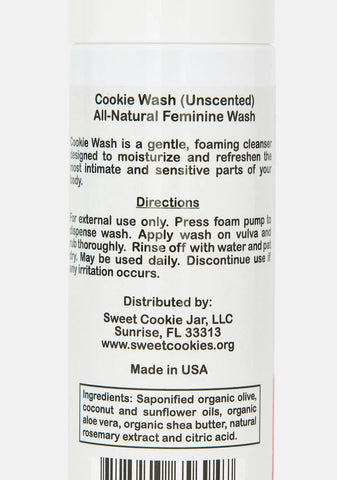 Cookie Wash (Unscented)
All-Natural Feminine Wash
Cookie Wash is a gentle, foaming cleanser
designed to moisturize and refreshen the
most intimate and sensitive parts of your
body.
Directions
For external use only. Press foam pump to
dispense wash. Apply wash on vulva and
rub thoroughly. Rinse off with water and pat
dry. May be used daily. Discontinue use if
any irritation occurs.
Distributed by:
Sweet Cookie Jar, LLC
Sunrise, FL 33313
www.sweetcookies.org
Made in USA
Ingredients: Saponified organic olive,
coconut and sunflower oils, organic
aloe vera, organic shea butter, natural
rosemary extract and citric acid.